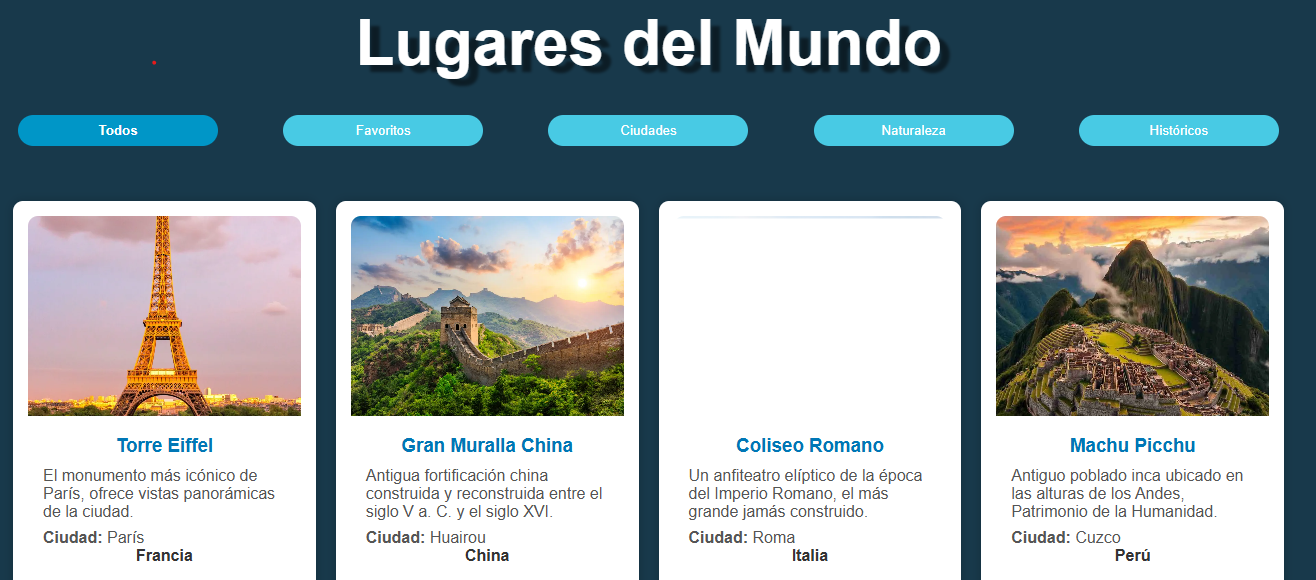 Lugares del Mundo
Todos
Favoritos
Ciudades
Naturaleza
Históricos
Torre Eiffel
El monumento más icónico de
París, ofrece vistas panorámicas
de la ciudad.
Ciudad: París
Francia
Gran Muralla China
Antigua fortificación china
construida y reconstruida entre el
siglo V a. C. y el siglo XVI.
Ciudad: Huairou
China
Coliseo Romano
Un anfiteatro elíptico de la época
del Imperio Romano, el más
grande jamás construido.
Ciudad: Roma
Italia
Machu Picchu
Antiguo poblado inca ubicado en
las alturas de los Andes,
Patrimonio de la Humanidad.
Ciudad: Cuzco
Perú